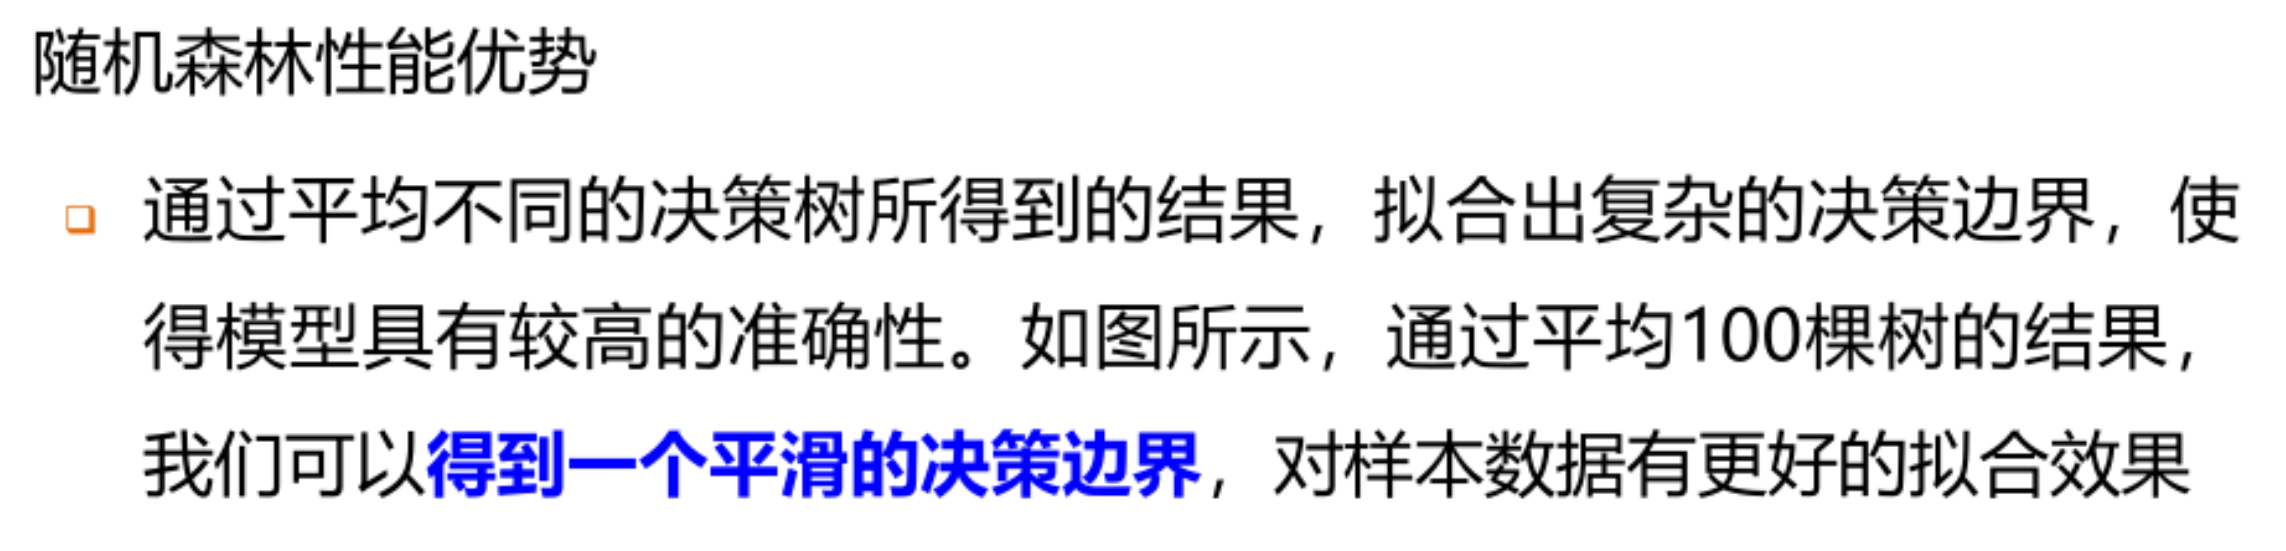 随机森林性能优势
通过平均不同的决策树所得到的结果，拟合出复杂的决策边界，使
得模型具有较高的准确性。如图所示，通过平均100棵树的结果，
我们可以得到一个平滑的决策边界，对样本数据有更好的拟合效果